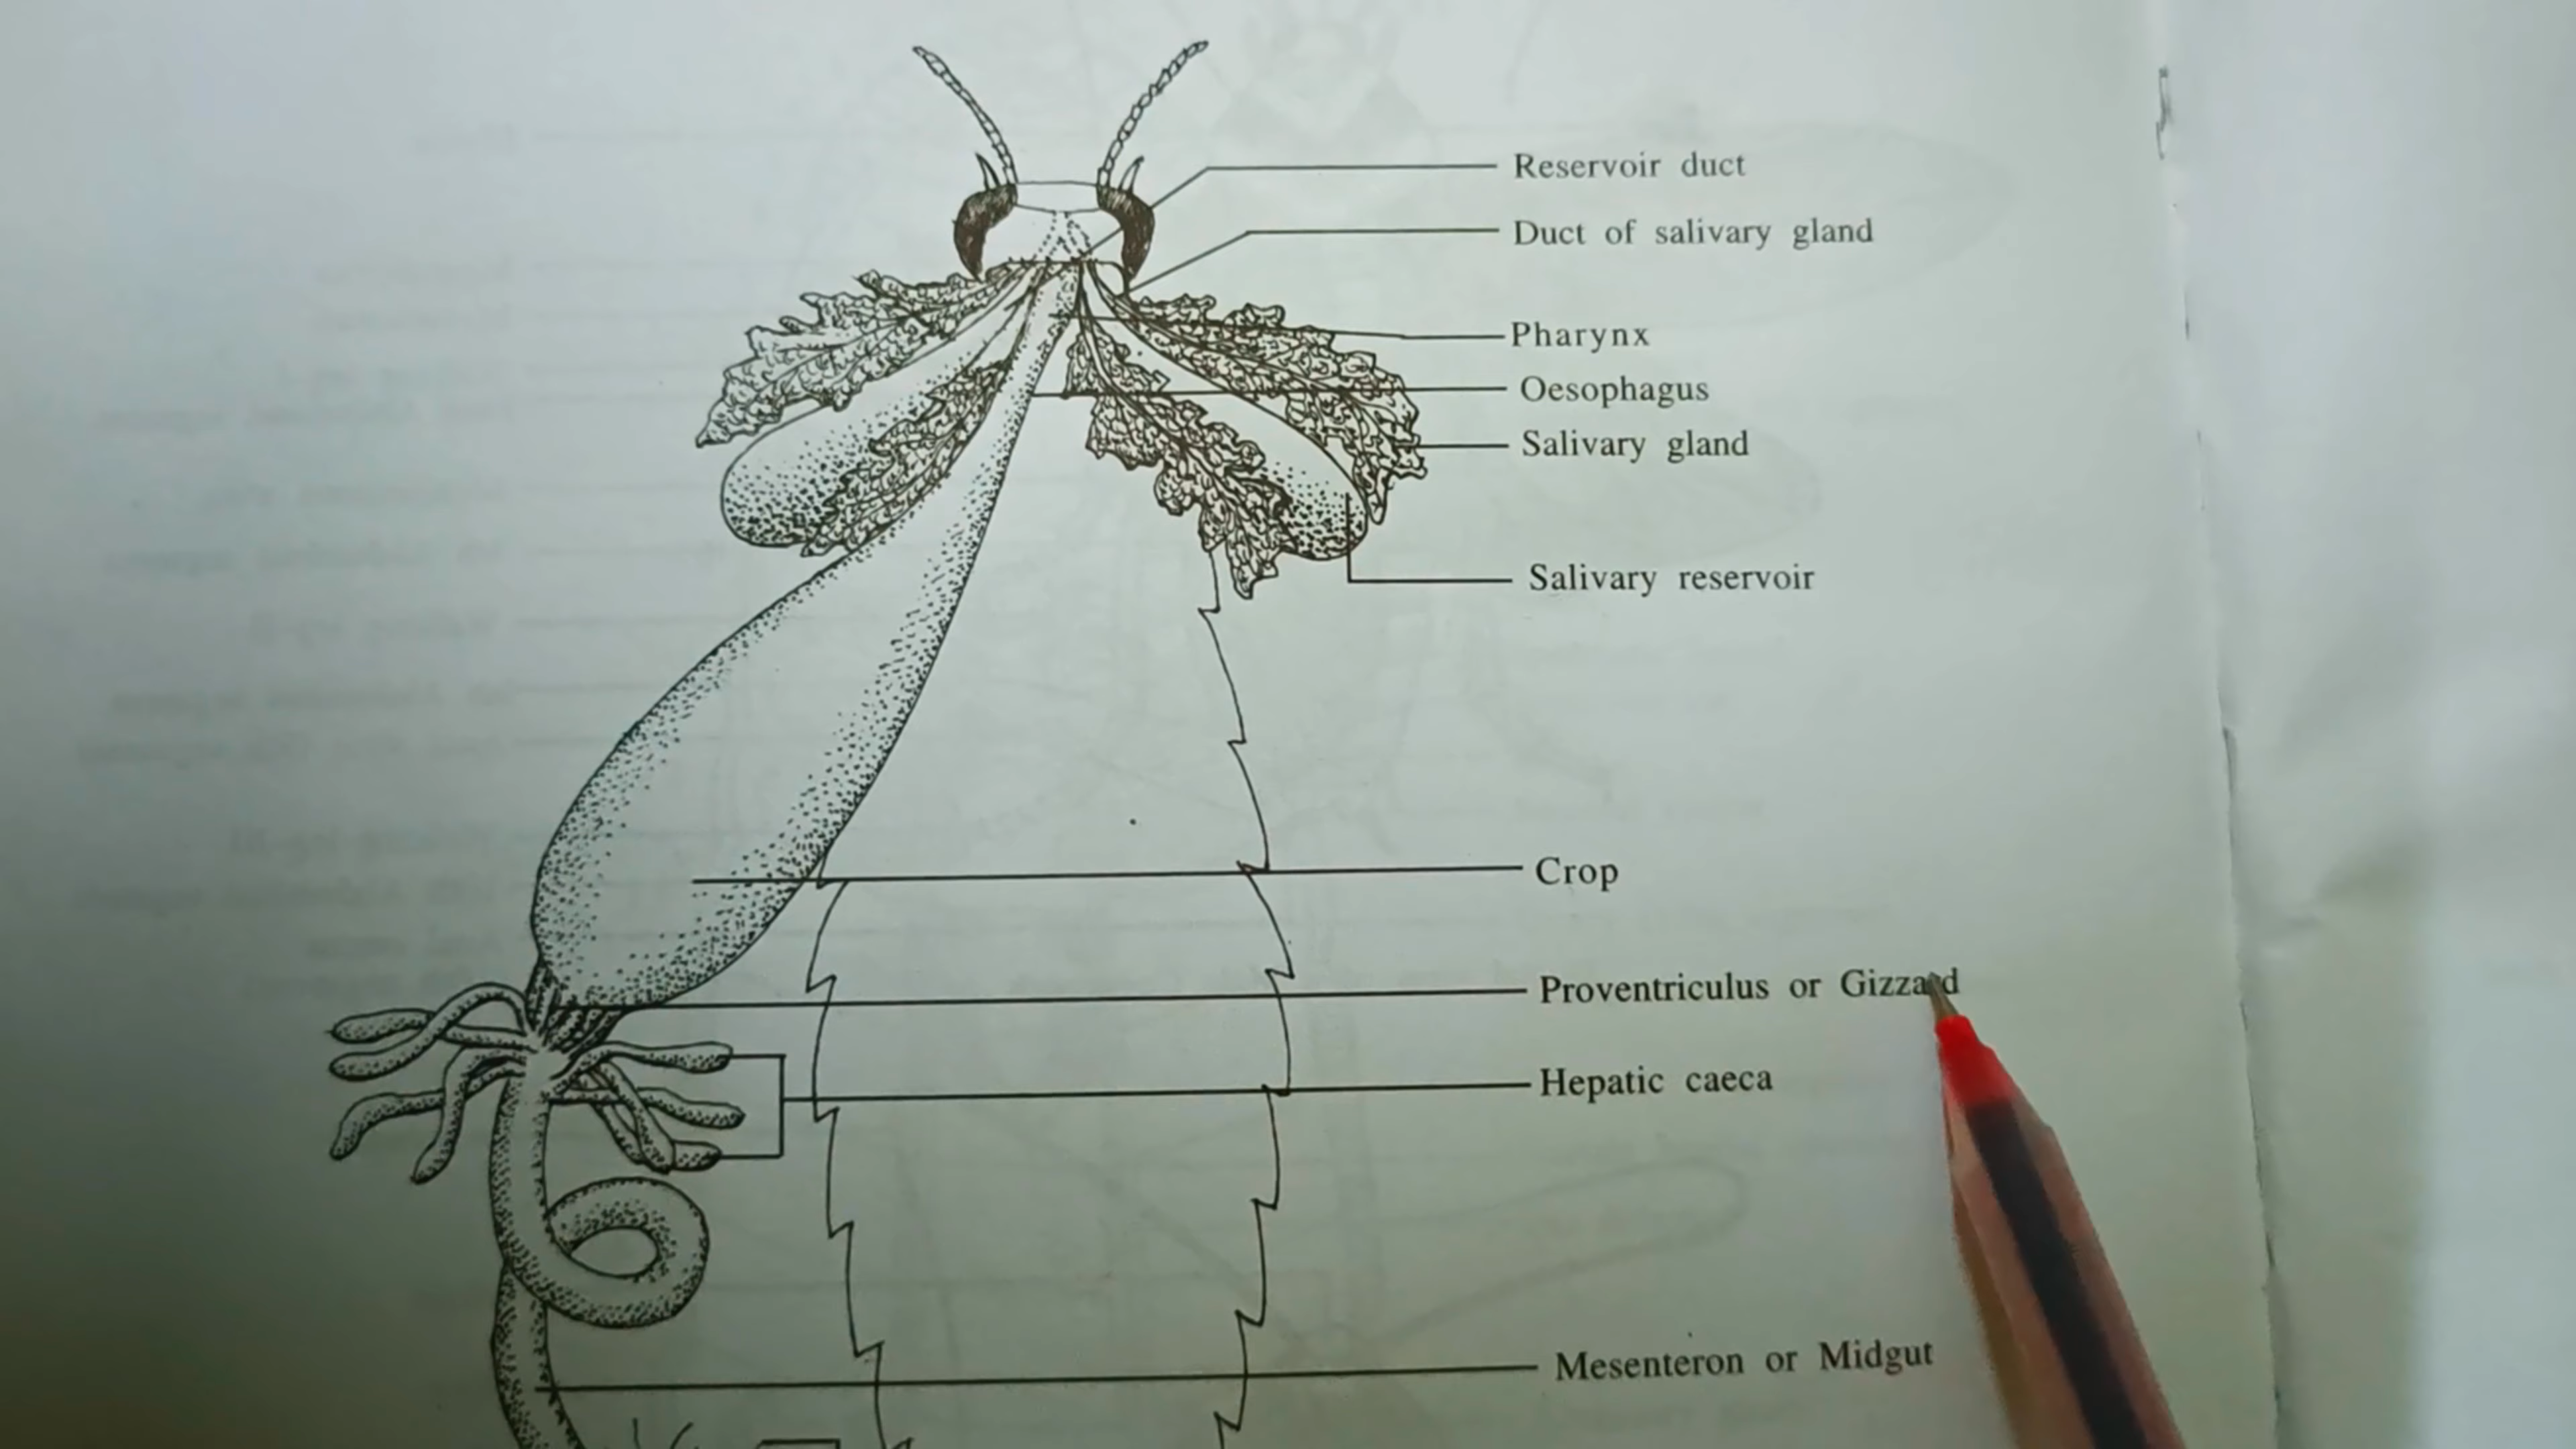 Reservoir duct
Duct of salivary gland
Pharynx
Oesophagus
Salivary gland
Salivary reservoir
Crop
Proventriculus or Gizzard
Hepatic caeca
Mesenteron or Midgut